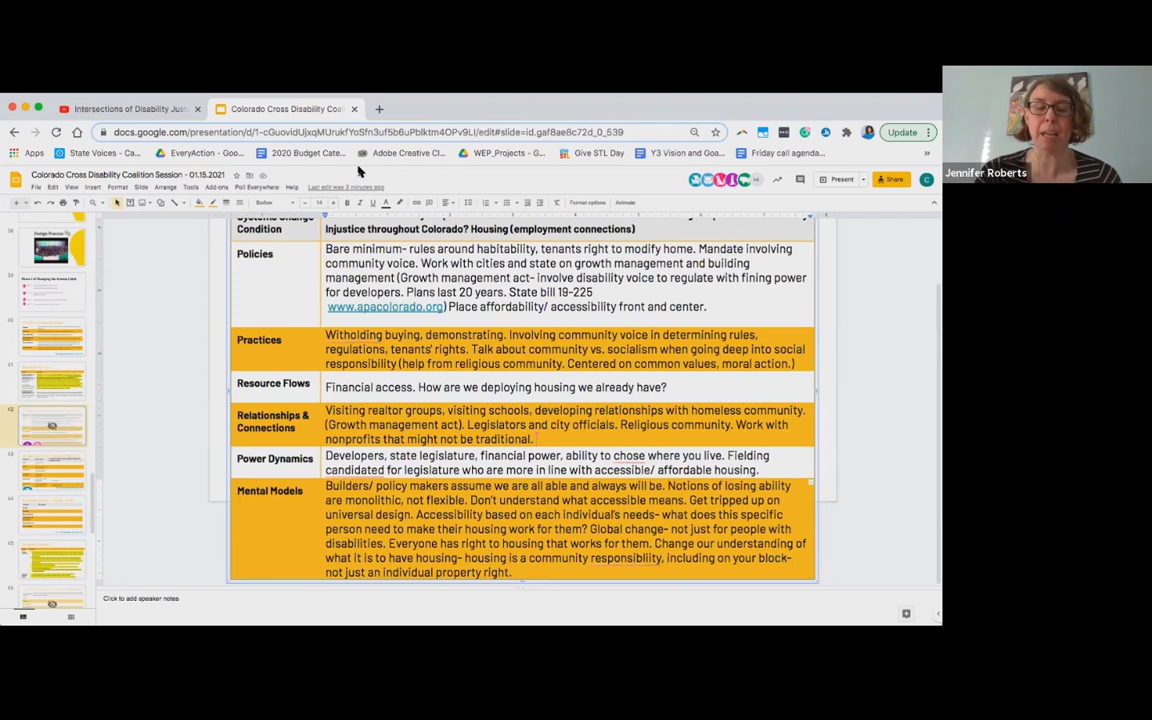 Intersections of Disability Just
Colorado Cross Disability Coal
docs.google.com/presentation/d/1-cGuovidUjxqMUrukfYoSfn3uf5b6uPblktm4OPv9LI/edit#slide=id.gaf8ae8c72d_0_539
Update
Apps
State Voices - Ca...
EveryAction - Goo...
2020 Budget Cate...
Adobe Creative Cl...
WEP_Projects - G...
Give STL Day
Y3 Vision and Goa...
Friday call agenda...
Colorado Cross Disability Coalition Session - 01.15.2021
File Edit View Insert Format Slide Arrange Tools Add-ons Poll Everywhere Help Last edit was 3 minutes ago
Present
Share
C
Format options Animate
Condition
Injustice throughout Colorado? Housing (employment connections)
Policies
Bare minimum- rules around habitability, tenants right to modify home. Mandate involving
community voice. Work with cities and state on growth management and building
management (Growth management act- involve disability voice to regulate with fining power
for developers. Plans last 20 years. State bill 19-225
www.apacolorado.org) Place affordability/ accessibility front and center.
Practices
Witholding buying, demonstrating. Involving community voice in determining rules,
regulations, tenants' rights. Talk about community vs. socialism when going deep into social
responsibility (help from religious community. Centered on common values, moral action.)
Resource Flows
Financial access. How are we deploying housing we already have?
Relationships &
Connections
Visiting realtor groups, visiting schools, developing relationships with homeless community.
(Growth management act). Legislators and city officials. Religious community. Work with
nonprofits that might not be traditional.
Power Dynamics
Developers, state legislature, financial power, ability to chose where you live. Fielding
candidated for legislature who are more in line with accessible/ affordable housing.
Mental Models
Builders/ policy makers assume we are all able and always will be. Notions of losing ability
are monolithic, not flexible. Don't understand what accessible means. Get tripped up on
universal design. Accessibility based on each individual's needs- what does this specific
person need to make their housing work for them? Global change- not just for people with
disabilities. Everyone has right to housing that works for them. Change our understanding of
what it is to have housing- housing is a community responsiblity, including on your block-
not just an individual property right.
Click to add speaker notes
Jennifer Roberts